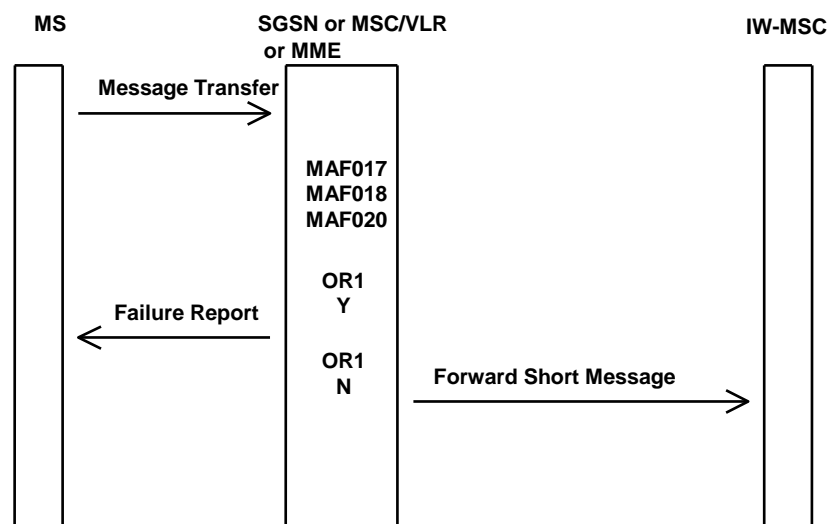 MS
SGSN or MSC/VLR
or MME
IW-MSC
Message Transfer
MAF017
MAF018
MAF020
OR1
Y
Failure Report
OR1
N
Forward Short Message